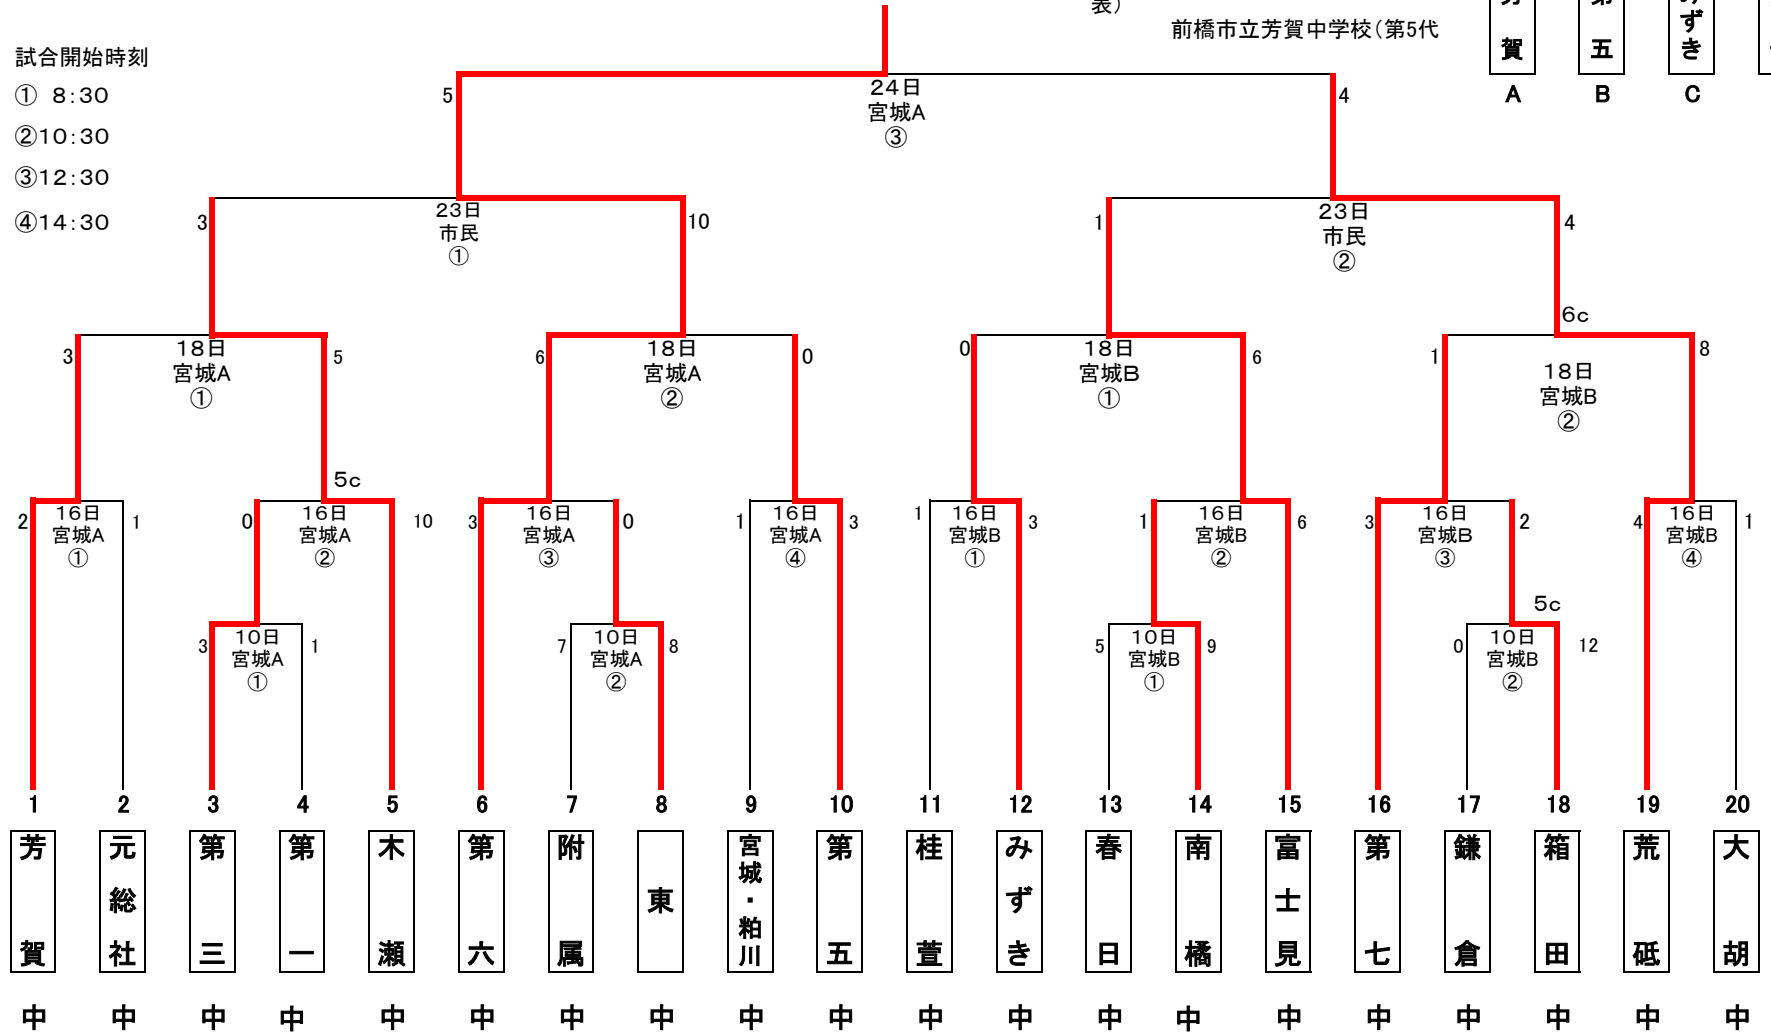 表)
前橋市立芳賀中学校(第5代
賀
第
五
みずき
A
B
C
試合開始時刻
① 8:30
②10:30
③12:30
④14:30
5
24日
宮城A
③
4
3
23日
市民
①
10
1
23日
市民
②
4
6c
3
18日
宮城A
①
5
6
18日
宮城A
②
0
0
18日
宮城B
①
6
1
18日
宮城B
②
8
5c
2
16日
宮城A
①
1
0
16日
宮城A
②
10
3
16日
宮城A
③
0
1
16日
宮城A
④
3
1
16日
宮城B
①
3
1
16日
宮城B
②
6
3
16日
宮城B
③
2
4
16日
宮城B
④
1
5c
3
10日
宮城A
①
1
7
10日
宮城A
②
8
5
10日
宮城B
①
9
0
10日
宮城B
②
12
1 2 3 4 5 6 7 8 9 10 11 12 13 14 15 16 17 18 19 20
芳賀
元総社
第三
第一
木瀬
第六
附属
東
宮城・粕川
第五
桂萱
みずき
春日
南橘
富士見
第七
鎌倉
箱田
荒砥
大胡
中 中 中 中 中 中 中 中 中 中 中 中 中 中 中 中 中 中 中 中